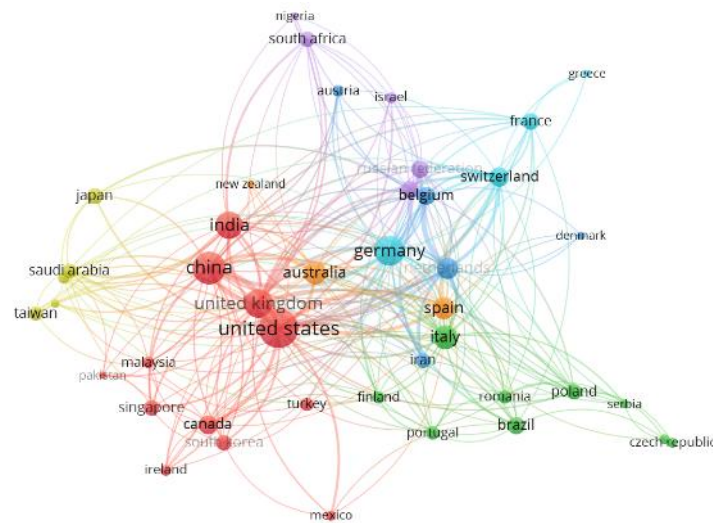 nigeria
south africa
greece
austria
israel
france
russian federation
switzerland
new zealand
japan
belgium
india
denmark
germany
china
saudi arabia
australia
netherlands
united kingdom
spain
taiwan
united states
italy
malaysia
iran
pakistan
poland
finland
romania
singapore
turkey
serbia
canada
brazil
portugal
south korea
czech republic
ireland
mexico